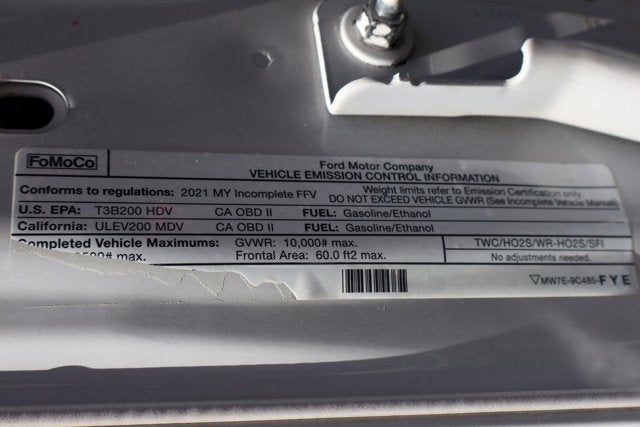 FoMoCo
Ford Motor Company
VEHICLE EMISSION CONTROL INFORMATION
Conforms to regulations: 2021 MY Incomplete FFV
Weight limits refer to Emission Certification only.
DO NOT EXCEED VEHICLE GVWR (See Incomplete Vehicle Manual)
U.S. EPA: T3B200 HDV CA OBD II FUEL: Gasoline/Ethanol
California: ULEV200 MDV CA OBD II FUEL: Gasoline/Ethanol
Completed Vehicle Maximums: GVWR: 10,000# max. TWC/HO2S/WR-HO2S/SFI
max. Frontal Area: 60.0 ft2 max. No adjustments needed.
MW7E-9C485-FYE